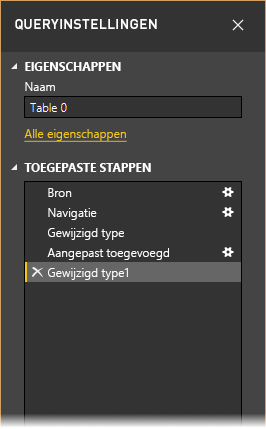 QUERYINSTELLINGEN
EIGENSCHAPPEN
Naam
Table 0
Alle eigenschappen
TOEGEPASTE STAPPEN
Bron
Navigatie
Gewijzigd type
Aangepast toegevoegd
Gewijzigd type1